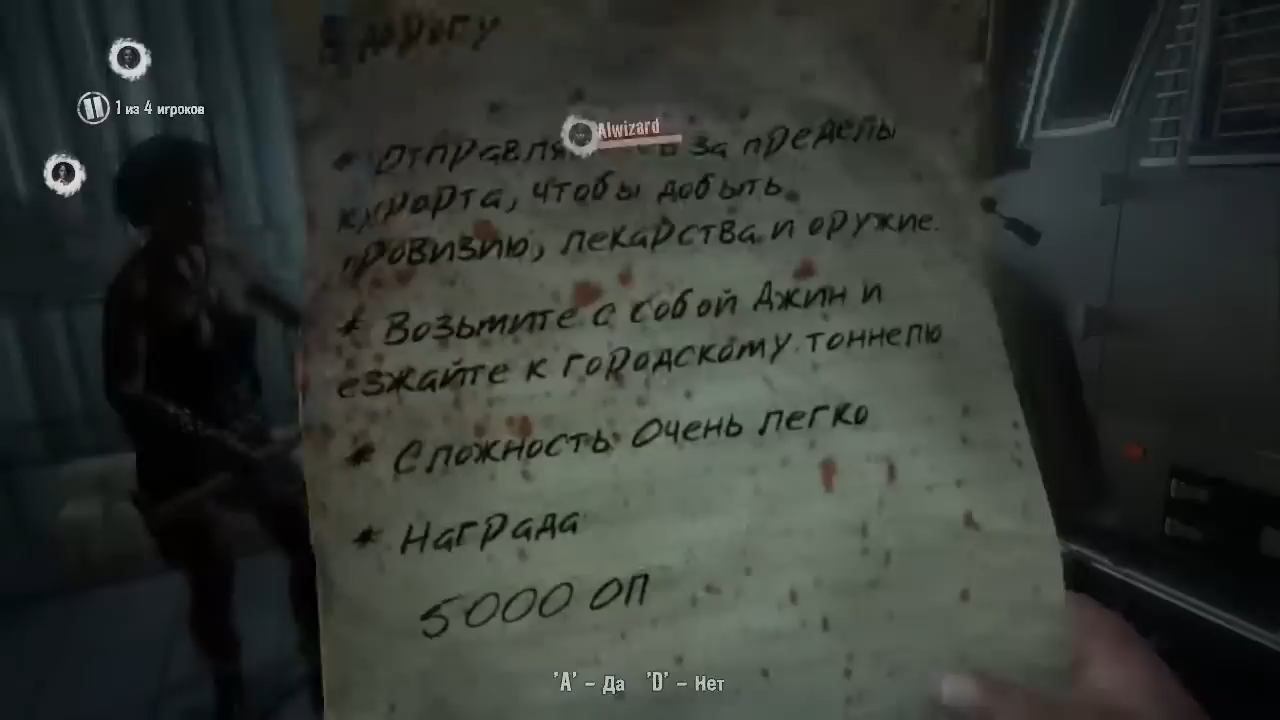 В дорогу
1 из 4 игроков
Alwizard
* за пределы
курорта, чтобы добыть
провизию, лекарства и оружие.
* Возьмите с собой Джин и
езжайте к городскому тоннелю
* Сложность Очень легко
* Награда
5000 ОП
'A' – Да 'D' – Нет